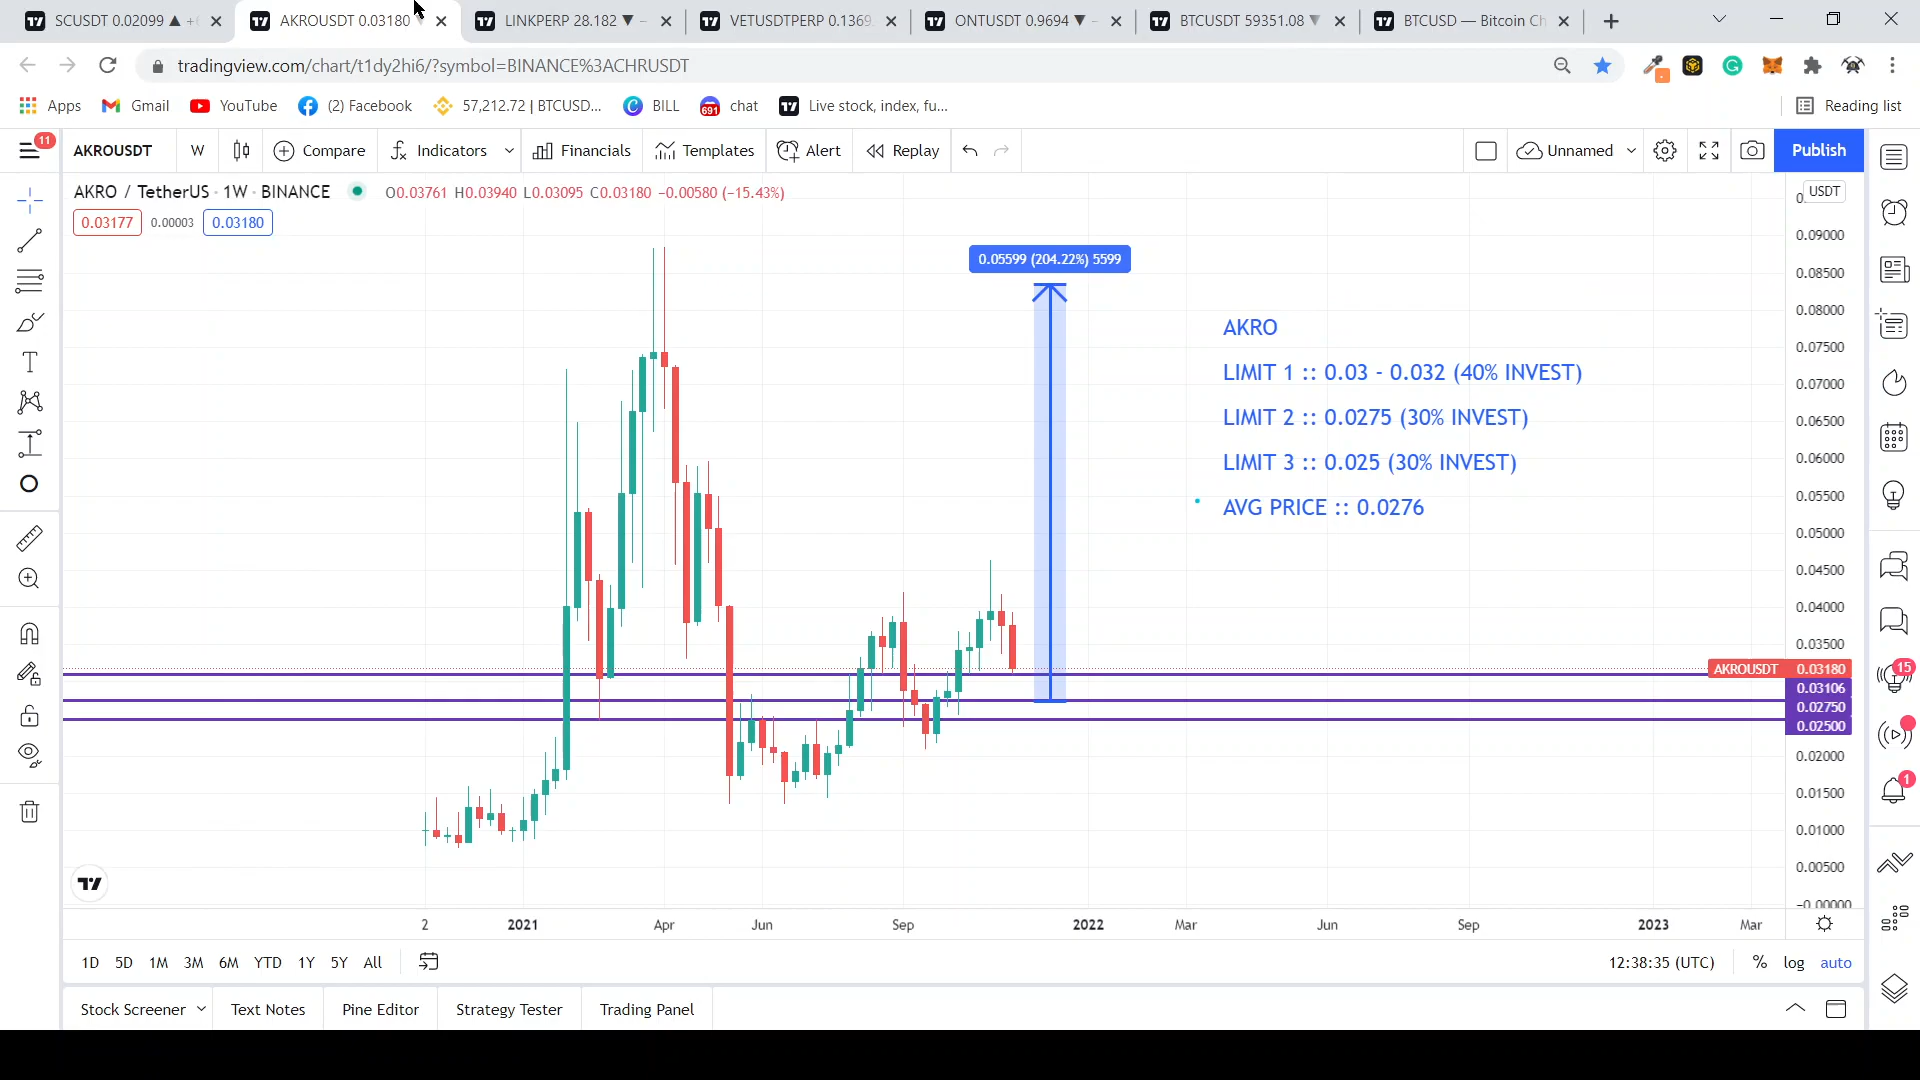 SCUSDT 0.02099 ▲ +6
AKROUSDT 0.03180
LINKPERP 28.182 ▼ −
VETUSDTPERP 0.1369
ONTUSDT 0.9694 ▼ −
BTCUSDT 59351.08 ▼
BTCUSD — Bitcoin Ch
tradingview.com/chart/t1dy2hi6/?symbol=BINANCE%3ACHRUSDT
Apps
Gmail
YouTube
(2) Facebook
57,212.72 | BTCUSD...
BILL
691
chat
Live stock, index, fu...
Reading list
11
AKROUSDT
W
Compare
Indicators
Financials
Templates
Alert
Replay
Unnamed
Publish
AKRO / TetherUS · 1W · BINANCE
O0.03761 H0.03940 L0.03095 C0.03180 −0.00580 (−15.43%)
0.03177
0.00003
0.03180
USDT
0.05599 (204.22%) 5599
AKRO
LIMIT 1 :: 0.03 - 0.032 (40% INVEST)
LIMIT 2 :: 0.0275 (30% INVEST)
LIMIT 3 :: 0.025 (30% INVEST)
AVG PRICE :: 0.0276
0.09000
0.08500
0.08000
0.07500
0.07000
0.06500
0.06000
0.05500
0.05000
0.04500
0.04000
0.03500
AKROUSDT 0.03180
0.03106
0.02750
0.02500
0.02000
0.01500
0.01000
0.00500
−0.00000
15
1
2
2021
Apr
Jun
Sep
2022
Mar
Jun
Sep
2023
Mar
1D
5D
1M
3M
6M
YTD
1Y
5Y
All
12:38:35 (UTC)
%
log
auto
Stock Screener
Text Notes
Pine Editor
Strategy Tester
Trading Panel